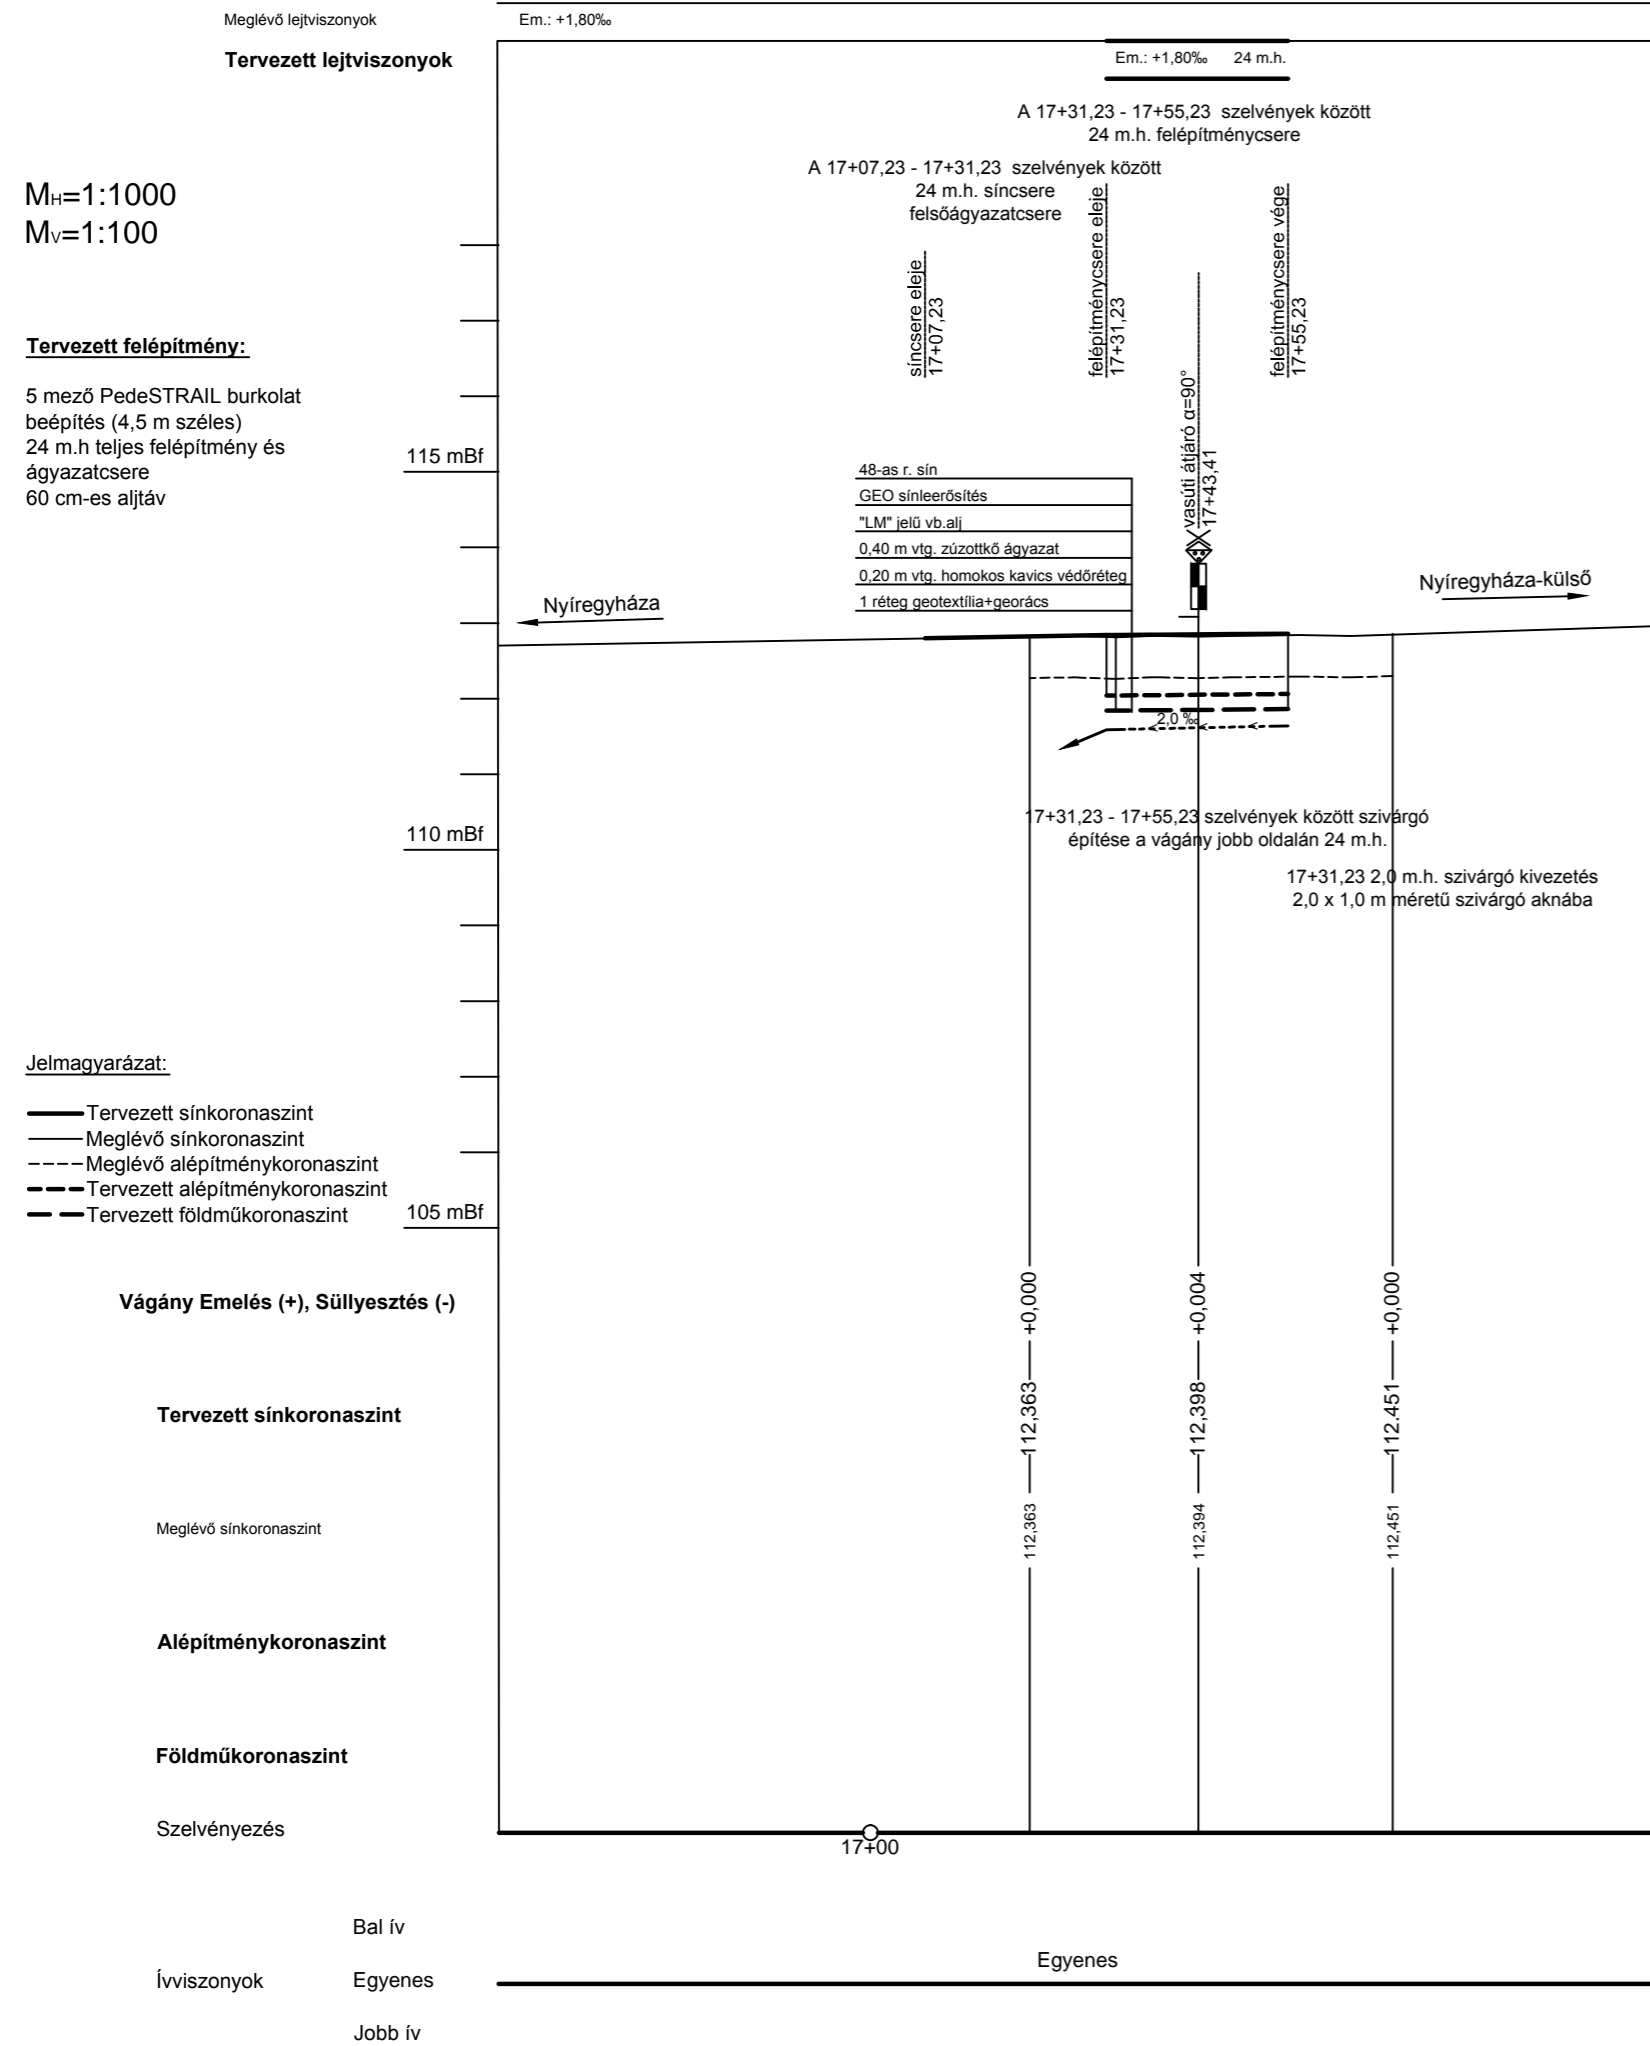 Meglévő lejtviszonyok
Em.: +1,80‰
Tervezett lejtviszonyok
Em.: +1,80‰ 24 m.h.
A 17+31,23 - 17+55,23 szelvények között
24 m.h. felépítménycsere
A 17+07,23 - 17+31,23 szelvények között
24 m.h. síncsere
felsőágyazatcsere
MH=1:1000
MV=1:100
síncsere eleje
17+07,23
felépítménycsere eleje
17+31,23
felépítménycsere vége
17+55,23
vasúti átjáró α=90°
17+43,41
Tervezett felépítmény:
5 mező PedeSTRAIL burkolat
beépítés (4,5 m széles)
24 m.h teljes felépítmény és
ágyazatcsere
60 cm-es aljtáv
115 mBf
48-as r. sín
GEO sínleerősítés
"LM" jelű vb.alj
0,40 m vtg. zúzottkő ágyazat
0,20 m vtg. homokos kavics védőréteg
1 réteg geotextília+georács
Nyíregyháza
Nyíregyháza-külső
2,0 ‰
110 mBf
17+31,23 - 17+55,23 szelvények között szivárgó
építése a vágány jobb oldalán 24 m.h.
17+31,23 2,0 m.h. szivárgó kivezetés
2,0 x 1,0 m méretű szivárgó aknába
Jelmagyarázat:
Tervezett sínkoronaszint
Meglévő sínkoronaszint
Meglévő alépítménykoronaszint
Tervezett alépítménykoronaszint
Tervezett földműkoronaszint
105 mBf
Vágány Emelés (+), Süllyesztés (-)
+0,000
+0,004
+0,000
Tervezett sínkoronaszint
112,363
112,398
112.451
Meglévő sínkoronaszint
112,363
112,394
112,451
Alépítménykoronaszint
Földműkoronaszint
Szelvényezés
17+00
Bal ív
Ívviszonyok
Egyenes
Egyenes
Jobb ív